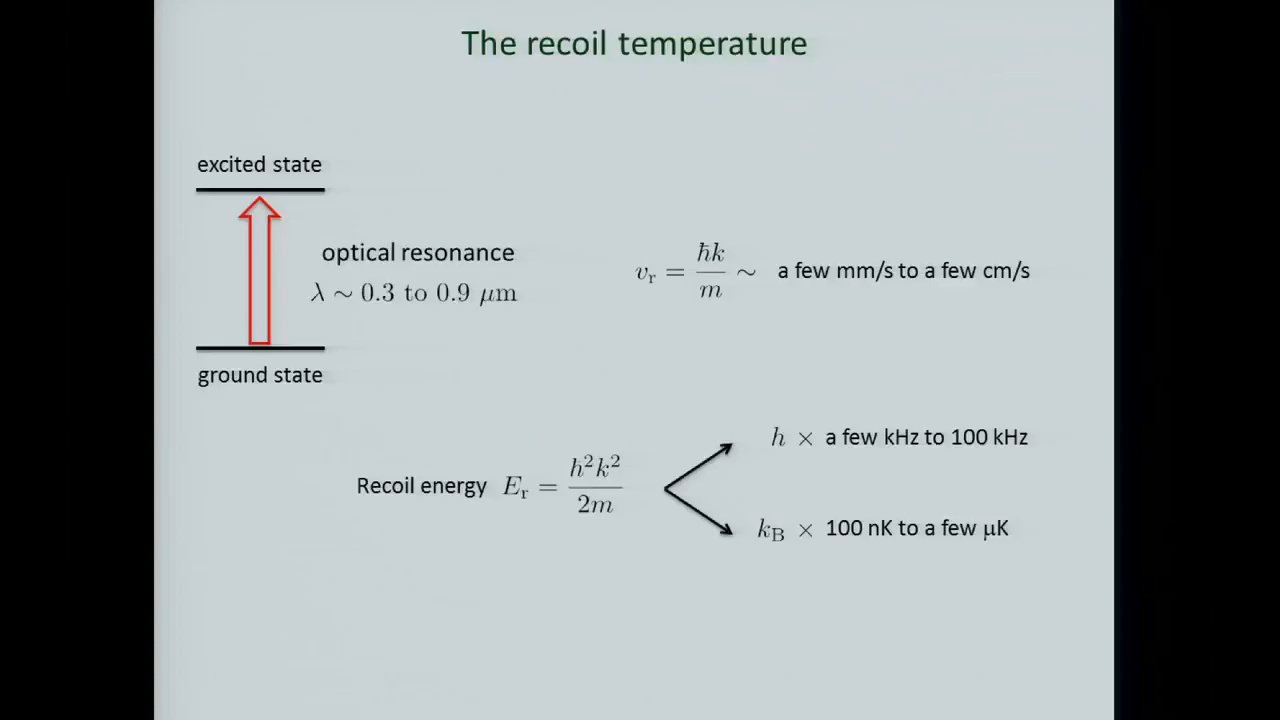 The recoil temperature
excited state
optical resonance
λ ∼ 0.3 to 0.9 μm
ground state
v_r = ħk / m ∼ a few mm/s to a few cm/s
Recoil energy E_r = ħ²k² / 2m
h × a few kHz to 100 kHz
k_B × 100 nK to a few μK